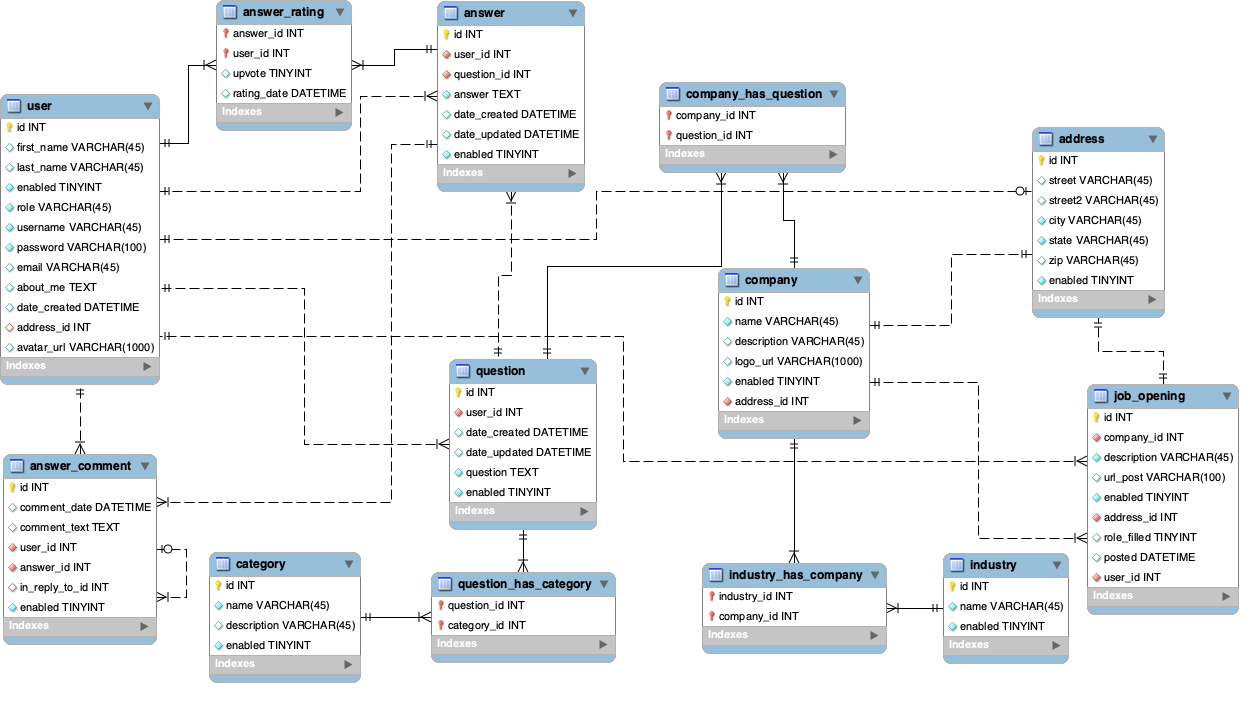 answer_rating
answer_id INT
user_id INT
upvote TINYINT
rating_date DATETIME
Indexes
answer
id INT
user_id INT
question_id INT
answer TEXT
date_created DATETIME
date_updated DATETIME
enabled TINYINT
Indexes
user
id INT
first_name VARCHAR(45)
last_name VARCHAR(45)
enabled TINYINT
role VARCHAR(45)
username VARCHAR(45)
password VARCHAR(100)
email VARCHAR(45)
about_me TEXT
date_created DATETIME
address_id INT
avatar_url VARCHAR(1000)
Indexes
company_has_question
company_id INT
question_id INT
Indexes
address
id INT
street VARCHAR(45)
street2 VARCHAR(45)
city VARCHAR(45)
state VARCHAR(45)
zip VARCHAR(45)
enabled TINYINT
Indexes
company
id INT
name VARCHAR(45)
description VARCHAR(45)
logo_url VARCHAR(1000)
enabled TINYINT
address_id INT
Indexes
question
id INT
user_id INT
date_created DATETIME
date_updated DATETIME
question TEXT
enabled TINYINT
Indexes
job_opening
id INT
company_id INT
description VARCHAR(45)
url_post VARCHAR(100)
enabled TINYINT
address_id INT
role_filled TINYINT
posted DATETIME
user_id INT
Indexes
answer_comment
id INT
comment_date DATETIME
comment_text TEXT
user_id INT
answer_id INT
in_reply_to_id INT
enabled TINYINT
Indexes
category
id INT
name VARCHAR(45)
description VARCHAR(45)
enabled TINYINT
Indexes
question_has_category
question_id INT
category_id INT
Indexes
industry_has_company
industry_id INT
company_id INT
Indexes
industry
id INT
name VARCHAR(45)
enabled TINYINT
Indexes